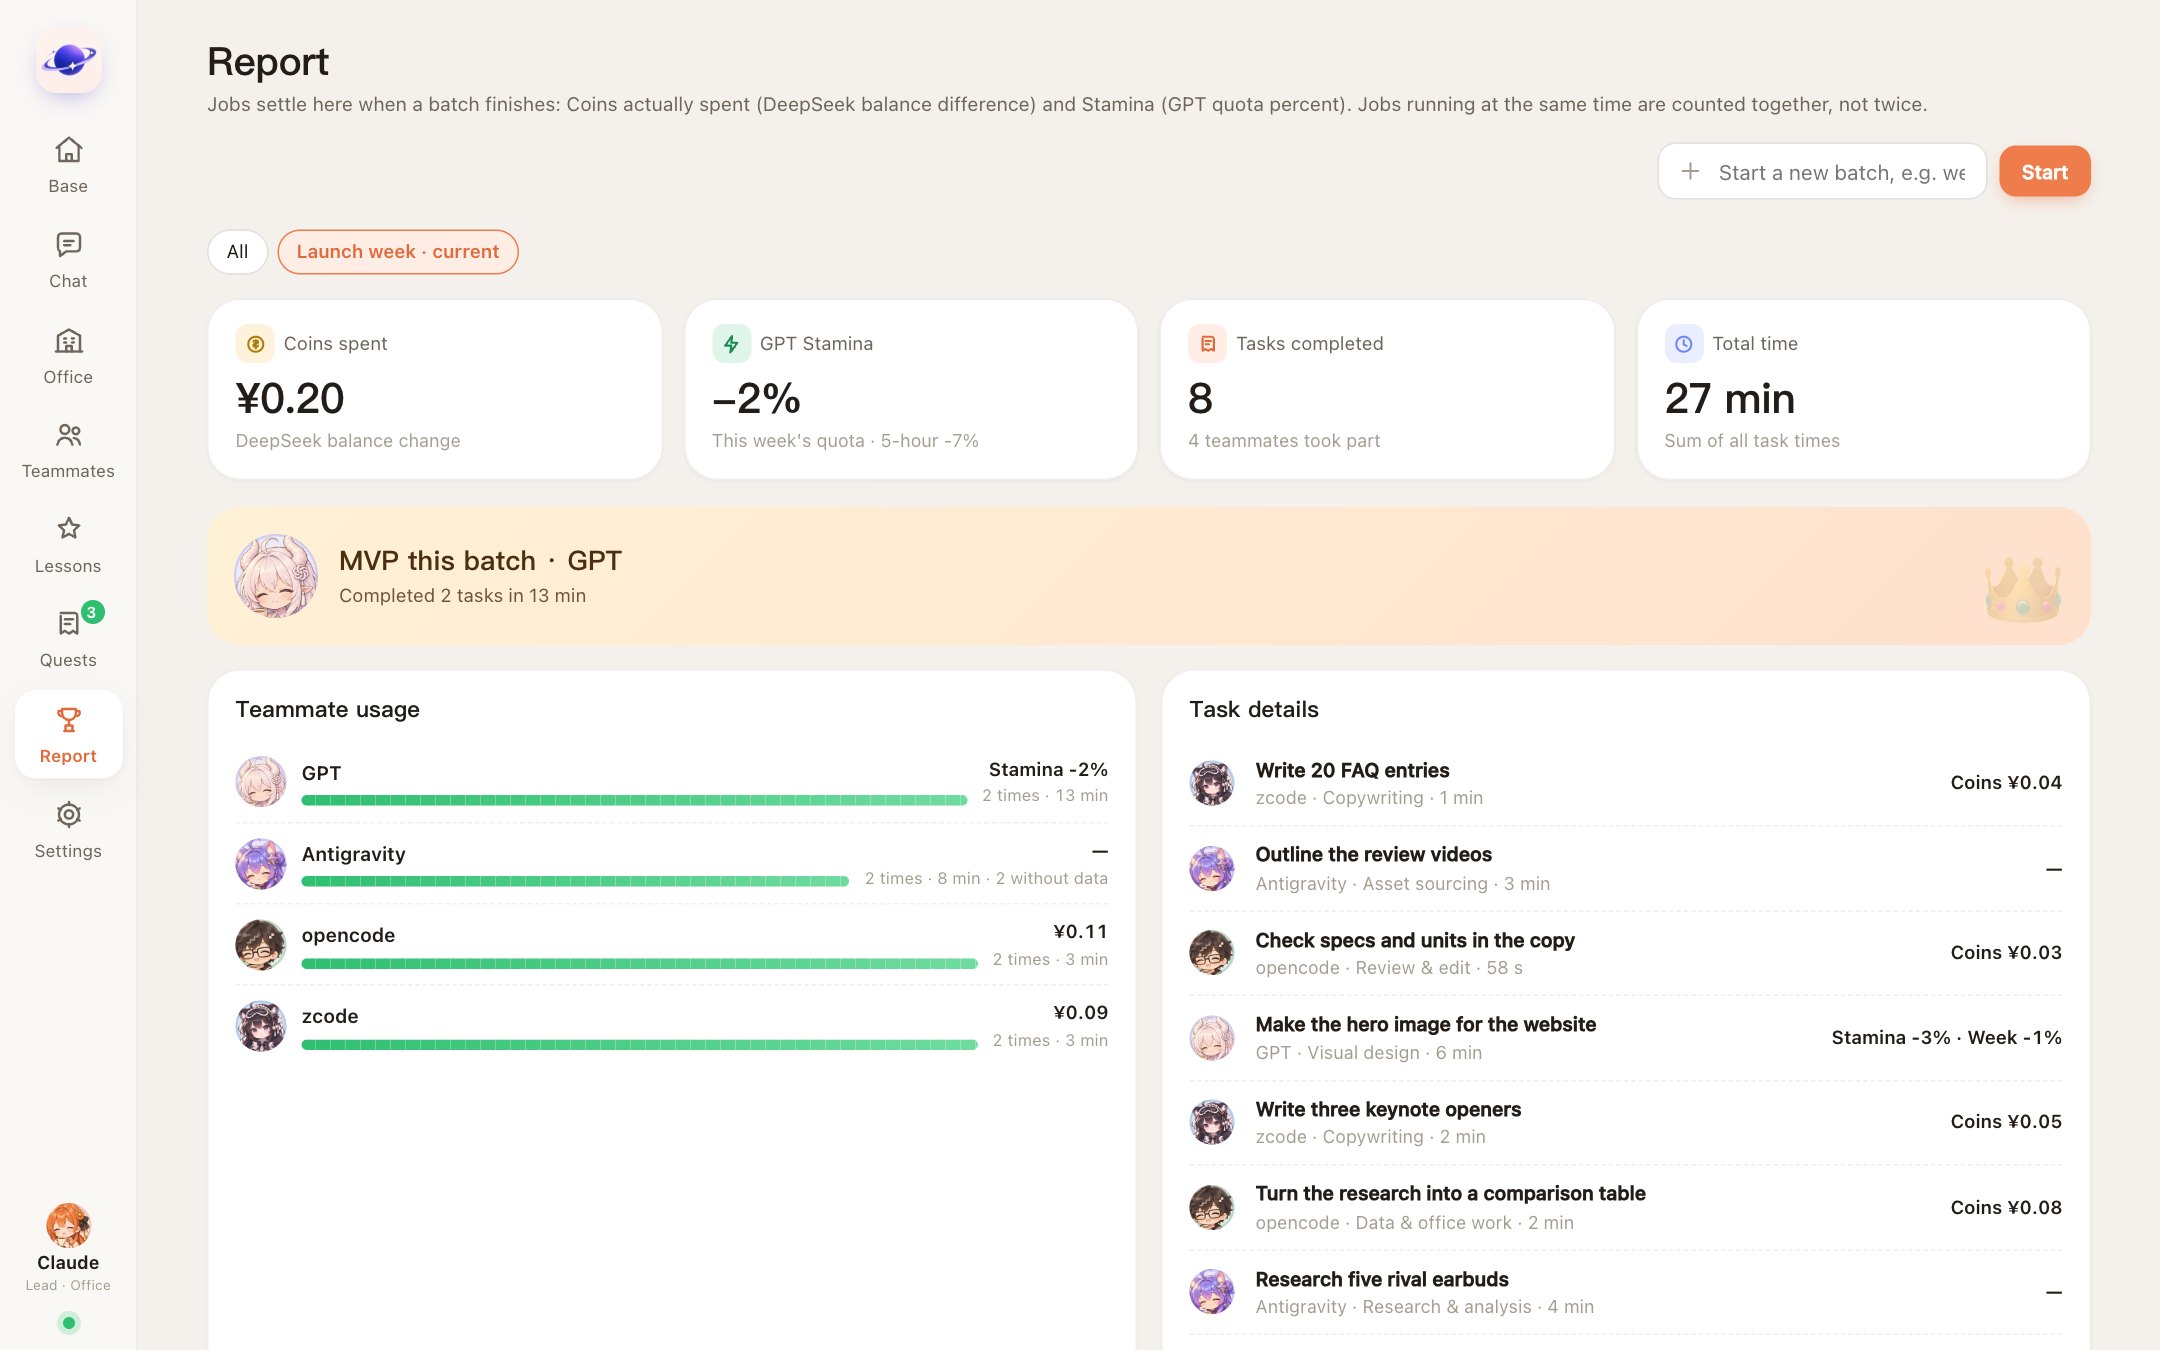 Report
Jobs settle here when a batch finishes: Coins actually spent (DeepSeek balance difference) and Stamina (GPT quota percent). Jobs running at the same time are counted together, not twice.
Start a new batch, e.g. we
Start
All
Launch week · current
Coins spent
¥0.20
DeepSeek balance change
GPT Stamina
−2%
This week's quota · 5-hour -7%
Tasks completed
8
4 teammates took part
Total time
27 min
Sum of all task times
MVP this batch · GPT
Completed 2 tasks in 13 min
Teammate usage
GPT
Stamina -2%
2 times · 13 min
Antigravity
—
2 times · 8 min · 2 without data
opencode
¥0.11
2 times · 3 min
zcode
¥0.09
2 times · 3 min
Task details
Write 20 FAQ entries
zcode · Copywriting · 1 min
Coins ¥0.04
Outline the review videos
Antigravity · Asset sourcing · 3 min
—
Check specs and units in the copy
opencode · Review & edit · 58 s
Coins ¥0.03
Make the hero image for the website
GPT · Visual design · 6 min
Stamina -3% · Week -1%
Write three keynote openers
zcode · Copywriting · 2 min
Coins ¥0.05
Turn the research into a comparison table
opencode · Data & office work · 2 min
Coins ¥0.08
Research five rival earbuds
Antigravity · Research & analysis · 4 min
—
Base
Chat
Office
Teammates
Lessons
3
Quests
Report
Settings
Claude
Lead · Office